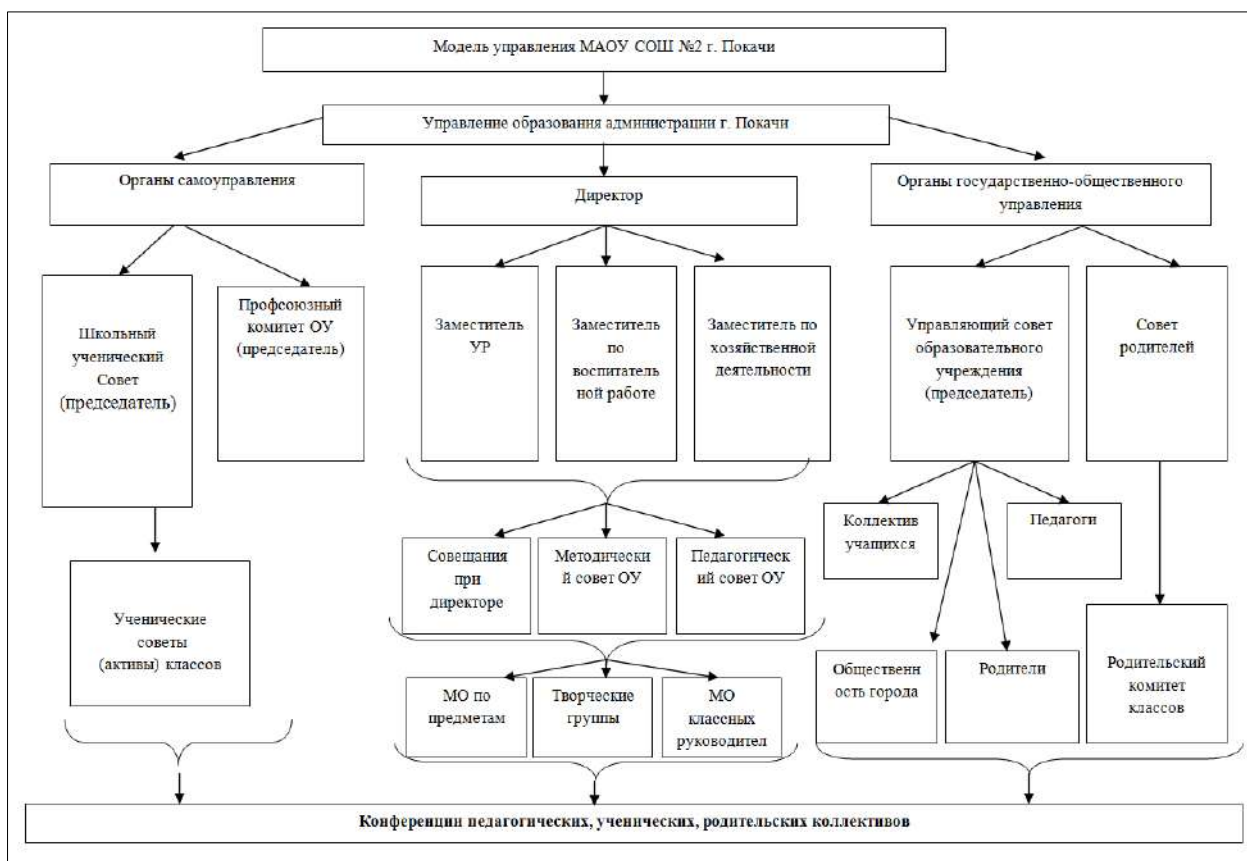 Модель управления МАОУ СОШ №2 г. Покачи
Управление образования администрации г. Покачи
Органы самоуправления
Директор
Органы государственно-общественного
управления
Школьный
ученический
Совет
(председатель)
Профсоюзный
комитет ОУ
(председатель)
Заместитель
УР
Заместитель
по
воспитатель
ной работе
Заместитель по
хозяйственной
деятельности
Управляющий совет
образовательного
учреждения
(председатель)
Совет
родителей
Коллектив
учащихся
Педагоги
Совещания
при
директоре
Методически
й совет ОУ
Педагогичес
кий совет ОУ
Ученические
советы
(активы) классов
МО по
предметам
Творческие
группы
МО
классных
руководител
Общественн
ость города
Родители
Родительский
комитет
классов
Конференции педагогических, ученических, родительских коллективов